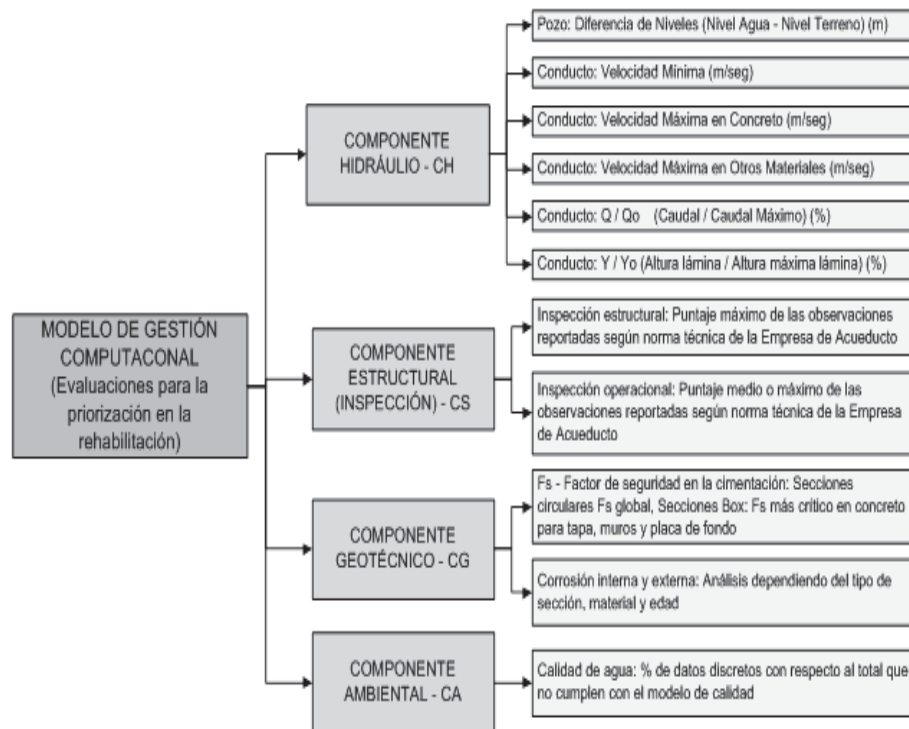 MODELO DE GESTIÓN
COMPUTACONAL
(Evaluaciones para la
priorización en la
rehabilitación)
COMPONENTE
HIDRÁULIO - CH
Pozo: Diferencia de Niveles (Nivel Agua - Nivel Terreno) (m)
Conducto: Velocidad Mínima (m/seg)
Conducto: Velocidad Máxima en Concreto (m/seg)
Conducto: Velocidad Máxima en Otros Materiales (m/seg)
Conducto: Q / Qo (Caudal / Caudal Máximo) (%)
Conducto: Y / Yo (Altura lámina / Altura máxima lámina) (%)
COMPONENTE
ESTRUCTURAL
(INSPECCIÓN) - CS
Inspección estructural: Puntaje máximo de las observaciones
reportadas según norma técnica de la Empresa de Acueducto
Inspección operacional: Puntaje medio o máximo de las
observaciones reportadas según norma técnica de la Empresa
de Acueducto
COMPONENTE
GEOTÉCNICO - CG
Fs - Factor de seguridad en la cimentación: Secciones
circulares Fs global, Secciones Box: Fs más crítico en concreto
para tapa, muros y placa de fondo
Corrosión interna y externa: Análisis dependiendo del tipo de
sección, material y edad
COMPONENTE
AMBIENTAL - CA
Calidad de agua: % de datos discretos con respecto al total que
no cumplen con el modelo de calidad